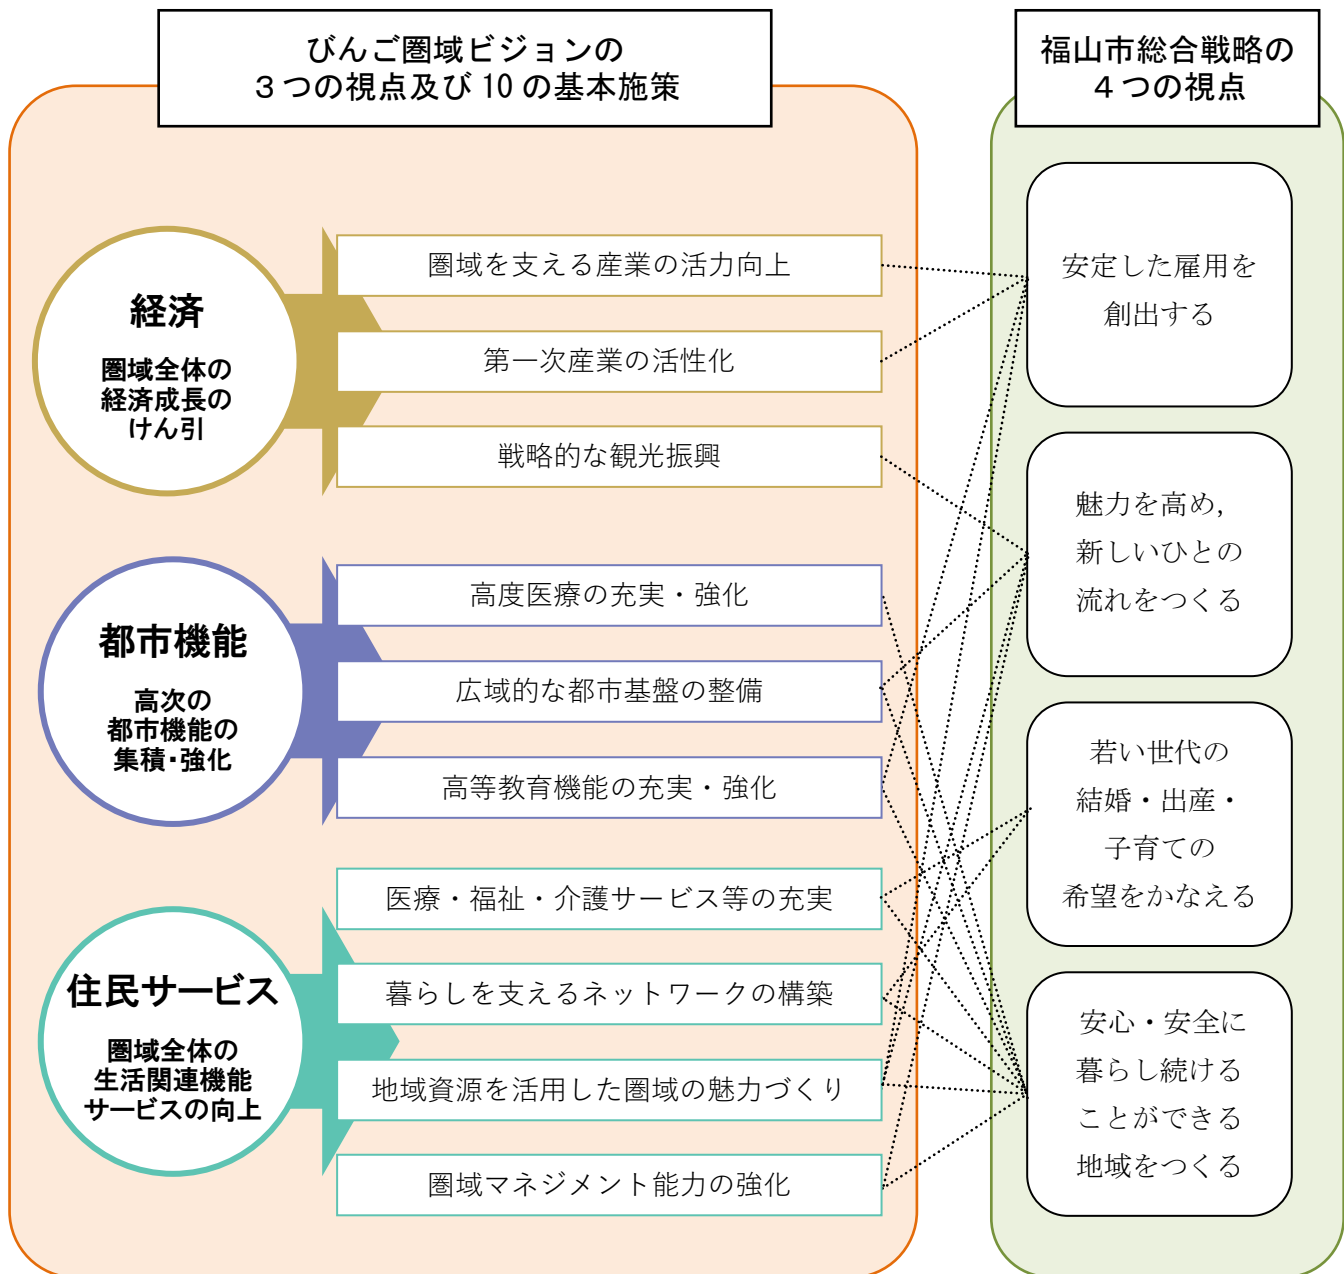 びんご圏域ビジョンの
３つの視点及び 10 の基本施策
経済
圏域全体の
経済成長の
けん引
圏域を支える産業の活力向上
第一次産業の活性化
戦略的な観光振興
都市機能
高次の
都市機能の
集積・強化
高度医療の充実・強化
広域的な都市基盤の整備
高等教育機能の充実・強化
住民サービス
圏域全体の
生活関連機能
サービスの向上
医療・福祉・介護サービス等の充実
暮らしを支えるネットワークの構築
地域資源を活用した圏域の魅力づくり
圏域マネジメント能力の強化
福山市総合戦略の
４つの視点
安定した雇用を
創出する
魅力を高め，
新しいひとの
流れをつくる
若い世代の
結婚・出産・
子育ての
希望をかなえる
安心・安全に
暮らし続ける
ことができる
地域をつくる